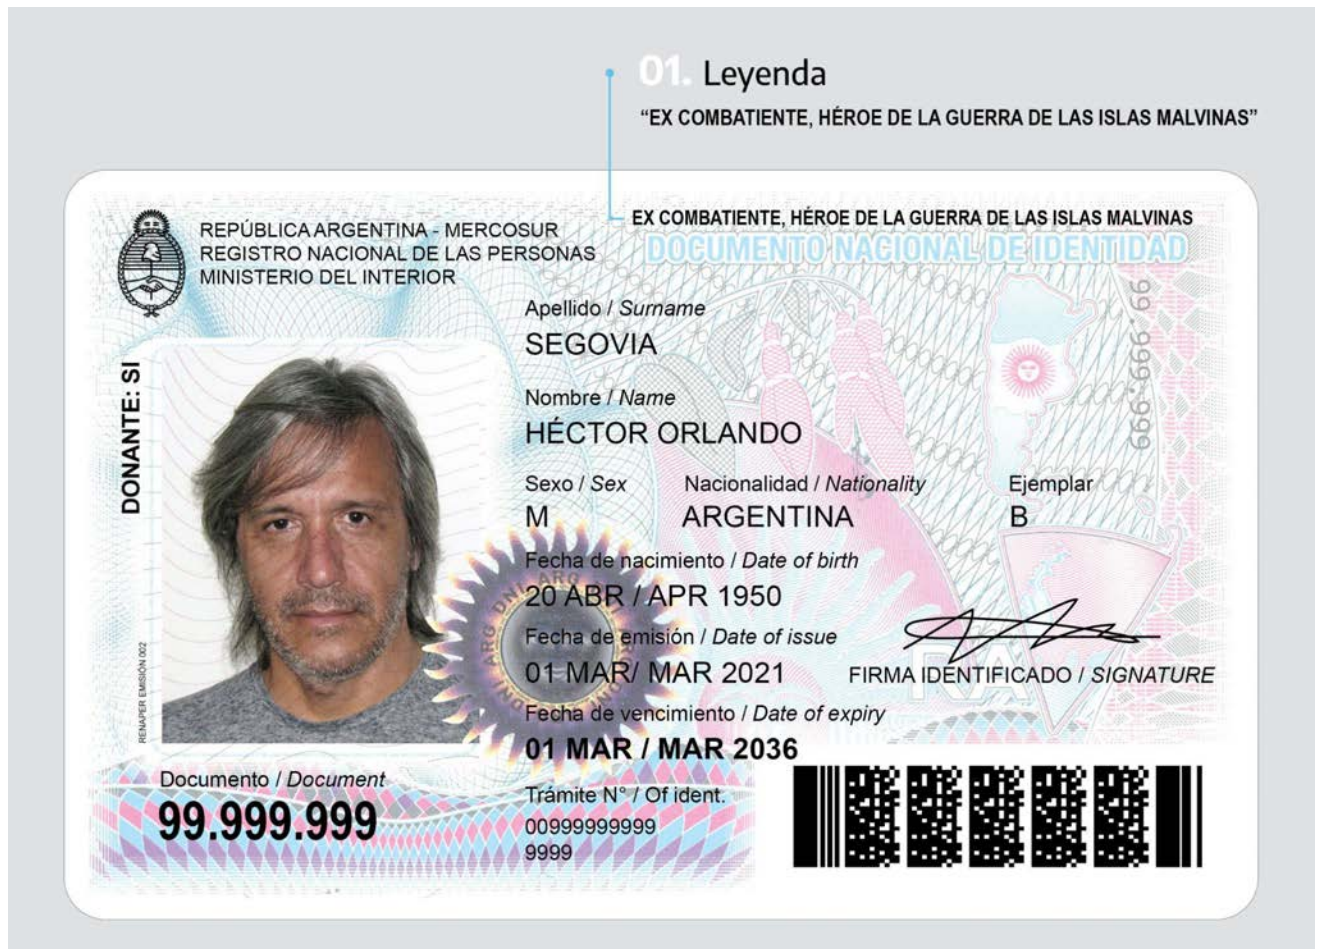 01. Leyenda
“EX COMBATIENTE, HÉROE DE LA GUERRA DE LAS ISLAS MALVINAS”
EX COMBATIENTE, HÉROE DE LA GUERRA DE LAS ISLAS MALVINAS
DOCUMENTO NACIONAL DE IDENTIDAD
REPÚBLICA ARGENTINA - MERCOSUR
REGISTRO NACIONAL DE LAS PERSONAS
MINISTERIO DEL INTERIOR
Apellido / Surname
SEGOVIA
Nombre / Name
HÉCTOR ORLANDO
Sexo / Sex Nacionalidad / Nationality Ejemplar
M ARGENTINA B
Fecha de nacimiento / Date of birth
20 ABR / APR 1950
Fecha de emisión / Date of issue
01 MAR/ MAR 2021
FIRMA IDENTIFICADO / SIGNATURE
Fecha de vencimiento / Date of expiry
01 MAR / MAR 2036
Documento / Document
99.999.999
Trámite N° / Of ident.
00999999999
9999
DONANTE: SI
RENAPER EMISIÓN 002
99.999.999
RA